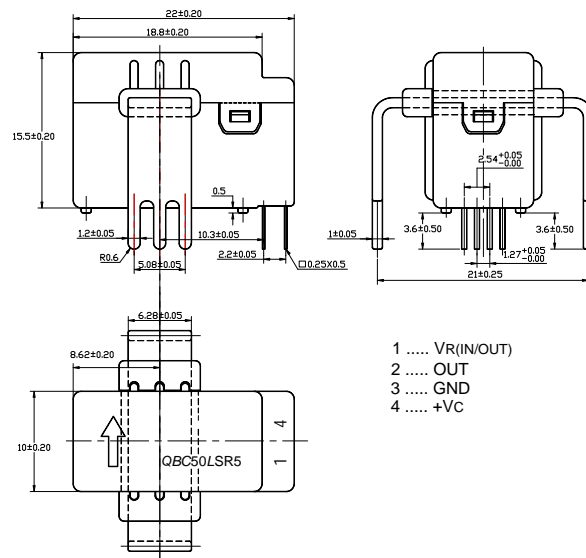 22±0.20
18.8±0.20
15.5±0.20
0.5
1.2±0.05
10.3±0.05
R0.6
5.08±0.05
2.2±0.05
□0.25X0.5
2.54+0.05
-0.00
1±0.05
3.6±0.50
3.6±0.50
1.27+0.05
-0.00
21±0.25
6.28±0.05
8.62±0.20
10±0.20
QBC50LSR5
1 4
1 ..... VR(IN/OUT)
2 ..... OUT
3 ..... GND
4 ..... +VC